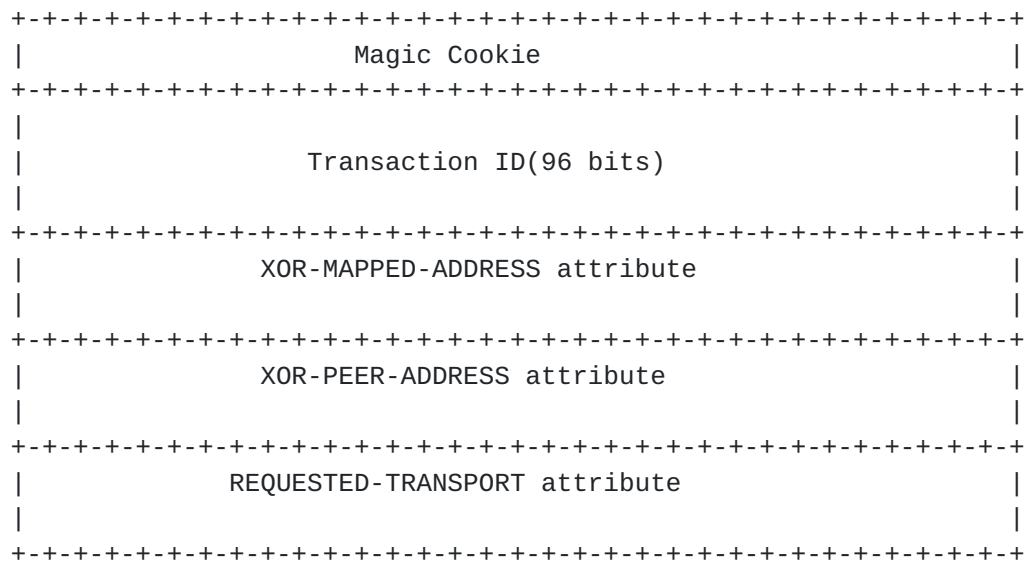 +-+-+-+-+-+-+-+-+-+-+-+-+-+-+-+-+-+-+-+-+-+-+-+-+-+-+-+-+-+-+-+-+-+
|                     Magic Cookie                              |
+-+-+-+-+-+-+-+-+-+-+-+-+-+-+-+-+-+-+-+-+-+-+-+-+-+-+-+-+-+-+-+-+-+
|                                                               |
|                  Transaction ID(96 bits)                      |
|                                                               |
+-+-+-+-+-+-+-+-+-+-+-+-+-+-+-+-+-+-+-+-+-+-+-+-+-+-+-+-+-+-+-+-+-+
|               XOR-MAPPED-ADDRESS attribute                    |
|                                                               |
+-+-+-+-+-+-+-+-+-+-+-+-+-+-+-+-+-+-+-+-+-+-+-+-+-+-+-+-+-+-+-+-+-+
|               XOR-PEER-ADDRESS attribute                      |
|                                                               |
+-+-+-+-+-+-+-+-+-+-+-+-+-+-+-+-+-+-+-+-+-+-+-+-+-+-+-+-+-+-+-+-+-+
|             REQUESTED-TRANSPORT attribute                     |
|                                                               |
+-+-+-+-+-+-+-+-+-+-+-+-+-+-+-+-+-+-+-+-+-+-+-+-+-+-+-+-+-+-+-+-+-+